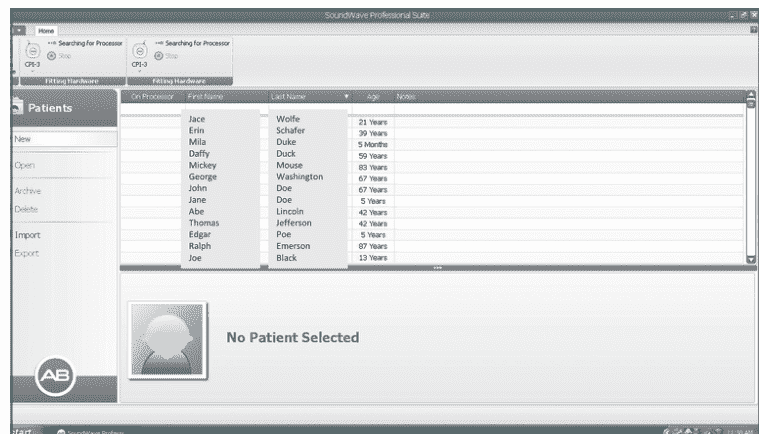 SoundWave Professional Suite
Home
Searching for Processor
Stop
CPI-3
Fitting Hardware
Searching for Processor
Stop
CPI-3
Fitting Hardware
Patients
New
Open
Archive
Delete
Import
Export
On Processor First Name Last Name Age Notes
Jace Wolfe 21 Years
Erin Schafer 39 Years
Mila Duke 5 Months
Daffy Duck 59 Years
Mickey Mouse 83 Years
George Washington 67 Years
John Doe 67 Years
Jane Doe 5 Years
Abe Lincoln 42 Years
Thomas Jefferson 42 Years
Edgar Poe 5 Years
Ralph Emerson 87 Years
Joe Black 13 Years
No Patient Selected
AB
start